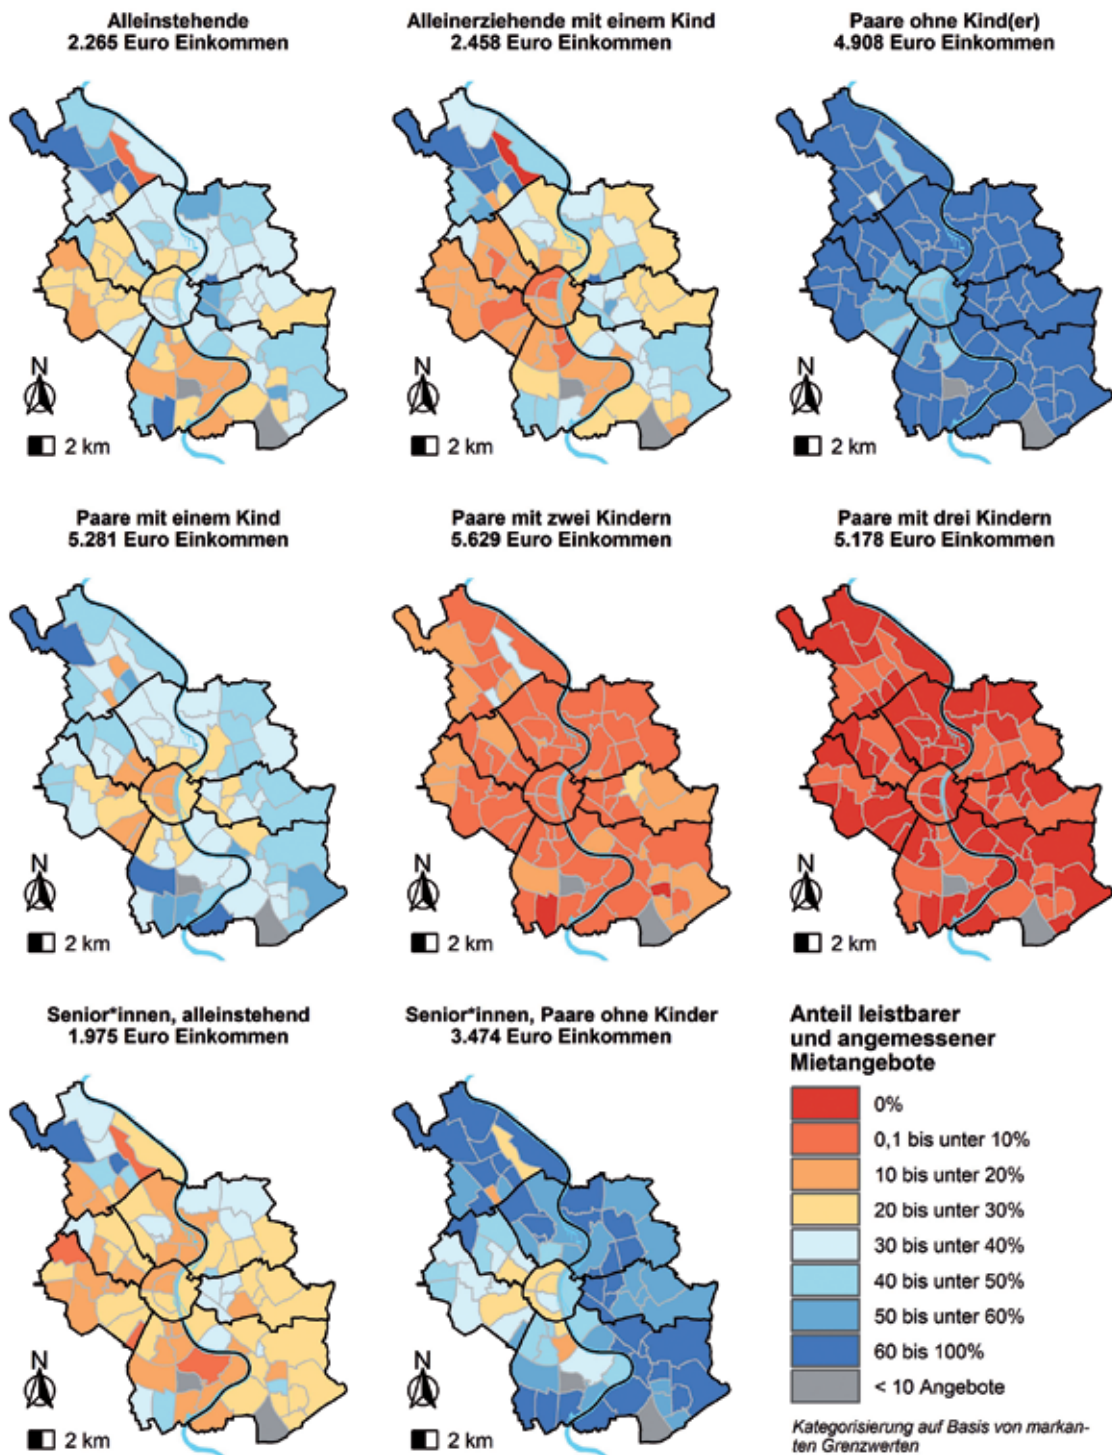 Alleinstehende
2.265 Euro Einkommen
Alleinerziehende mit einem Kind
2.458 Euro Einkommen
Paare ohne Kind(er)
4.908 Euro Einkommen
N
2 km
N
2 km
N
2 km
Paare mit einem Kind
5.281 Euro Einkommen
Paare mit zwei Kindern
5.629 Euro Einkommen
Paare mit drei Kindern
5.178 Euro Einkommen
N
2 km
N
2 km
N
2 km
Senior*innen, alleinstehend
1.975 Euro Einkommen
Senior*innen, Paare ohne Kinder
3.474 Euro Einkommen
N
2 km
N
2 km
Anteil leistbarer
und angemessener
Mietangebote
0%
0,1 bis unter 10%
10 bis unter 20%
20 bis unter 30%
30 bis unter 40%
40 bis unter 50%
50 bis unter 60%
60 bis 100%
< 10 Angebote
Kategorisierung auf Basis von markan-
ten Grenzwerten